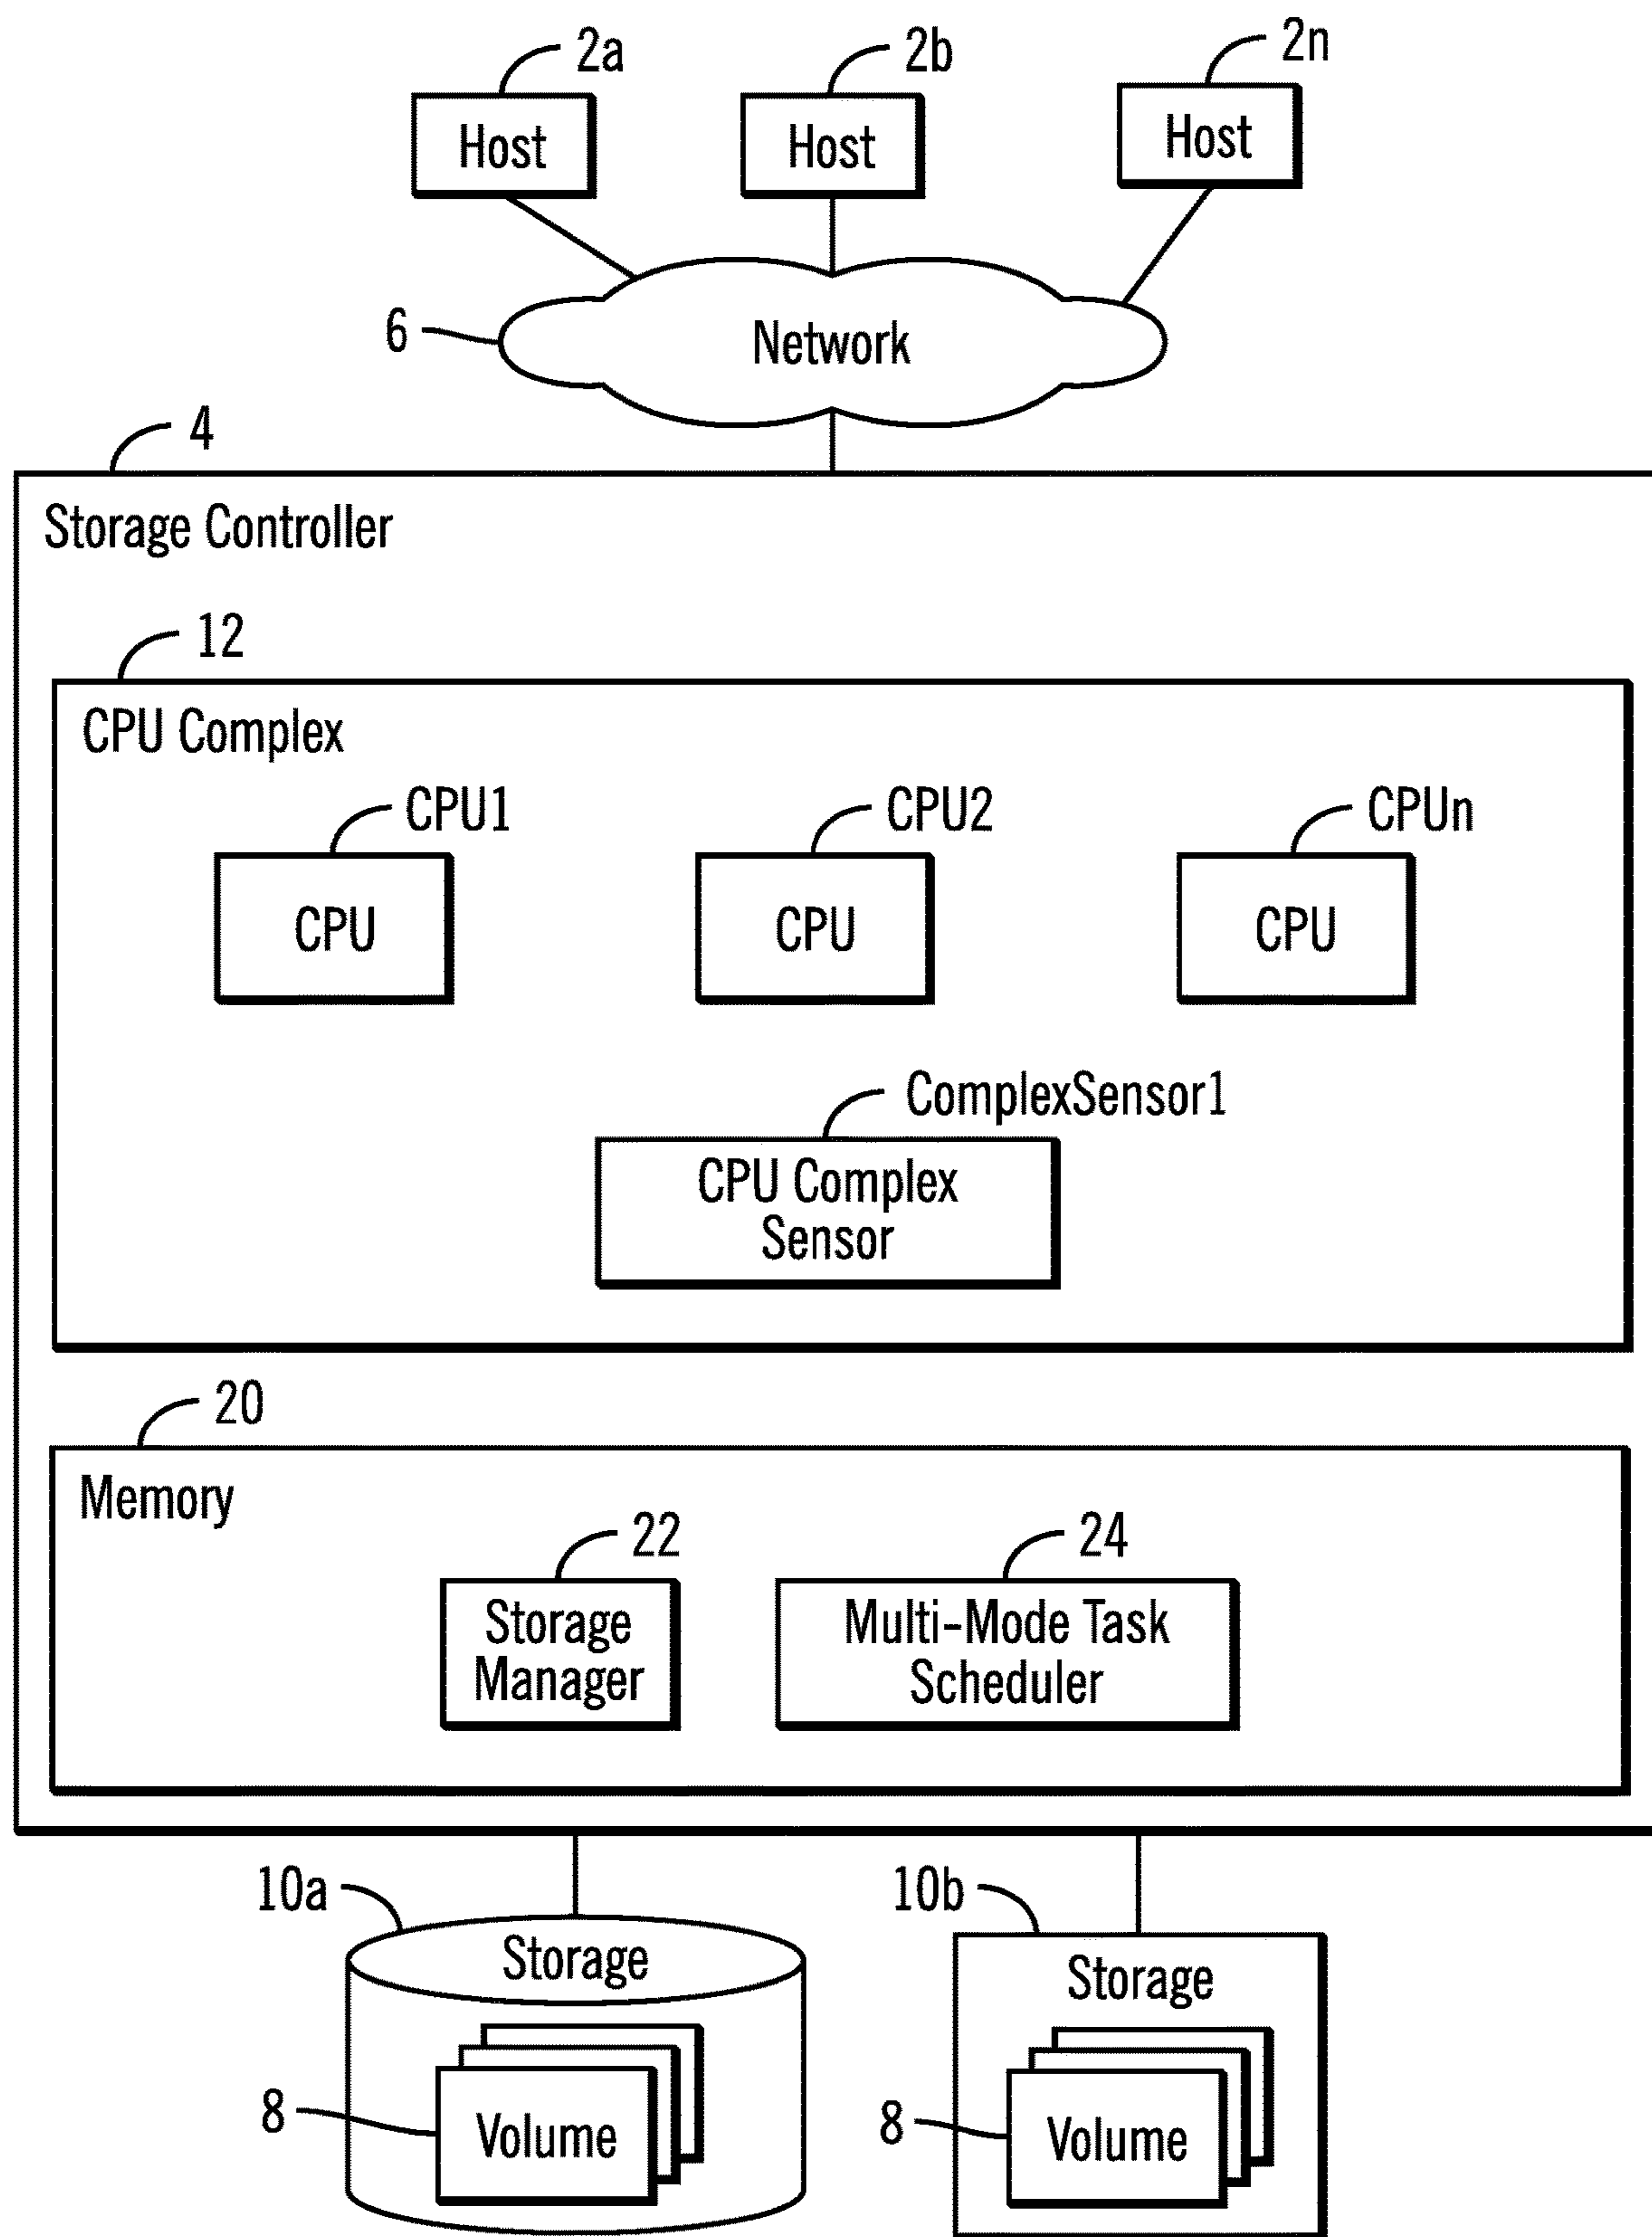 2a
2b
2n
Host
Host
Host
6
Network
4
Storage Controller
12
CPU Complex
CPU1
CPU2
CPUn
CPU
CPU
CPU
ComplexSensor1
CPU Complex
Sensor
20
Memory
22
24
Storage
Manager
Multi-Mode Task
Scheduler
10a
10b
Storage
Storage
8
Volume
8
Volume